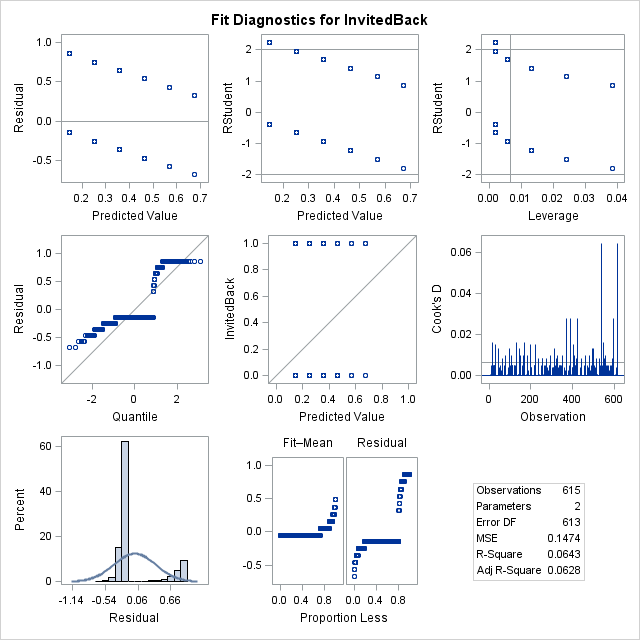 Fit Diagnostics for InvitedBack
1.0
0.5
0.0
-0.5
Residual
0.2 0.3 0.4 0.5 0.6 0.7
Predicted Value
2
1
0
-1
-2
RStudent
0.2 0.3 0.4 0.5 0.6 0.7
Predicted Value
2
1
0
-1
-2
RStudent
0.00 0.01 0.02 0.03 0.04
Leverage
1.0
0.5
0.0
-0.5
-1.0
Residual
-2 0 2
Quantile
1.0
0.8
0.6
0.4
0.2
0.0
InvitedBack
0.0 0.2 0.4 0.6 0.8 1.0
Predicted Value
0.06
0.04
0.02
0.00
Cook's D
0 200 400 600
Observation
60
40
20
0
Percent
-1.14 -0.54 0.06 0.66
Residual
Fit–Mean Residual
1.0
0.5
0.0
-0.5
0.0 0.4 0.8 0.0 0.4 0.8
Proportion Less
Observations 615
Parameters 2
Error DF 613
MSE 0.1474
R-Square 0.0643
Adj R-Square 0.0628